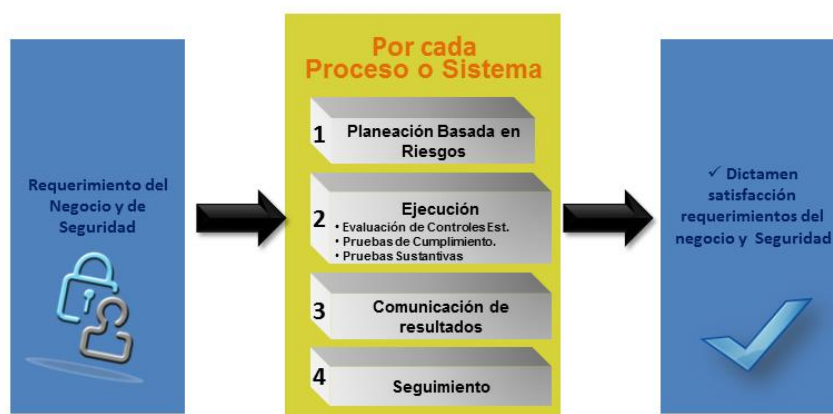 Requerimiento del
Negocio y de
Seguridad
Por cada
Proceso o Sistema
1
Planeación Basada en
Riesgos
2
Ejecución
• Evaluación de Controles Est.
• Pruebas de Cumplimiento.
• Pruebas Sustantivas
3
Comunicación de
resultados
4
Seguimiento
✓ Dictamen
satisfacción
requerimientos del
negocio y Seguridad